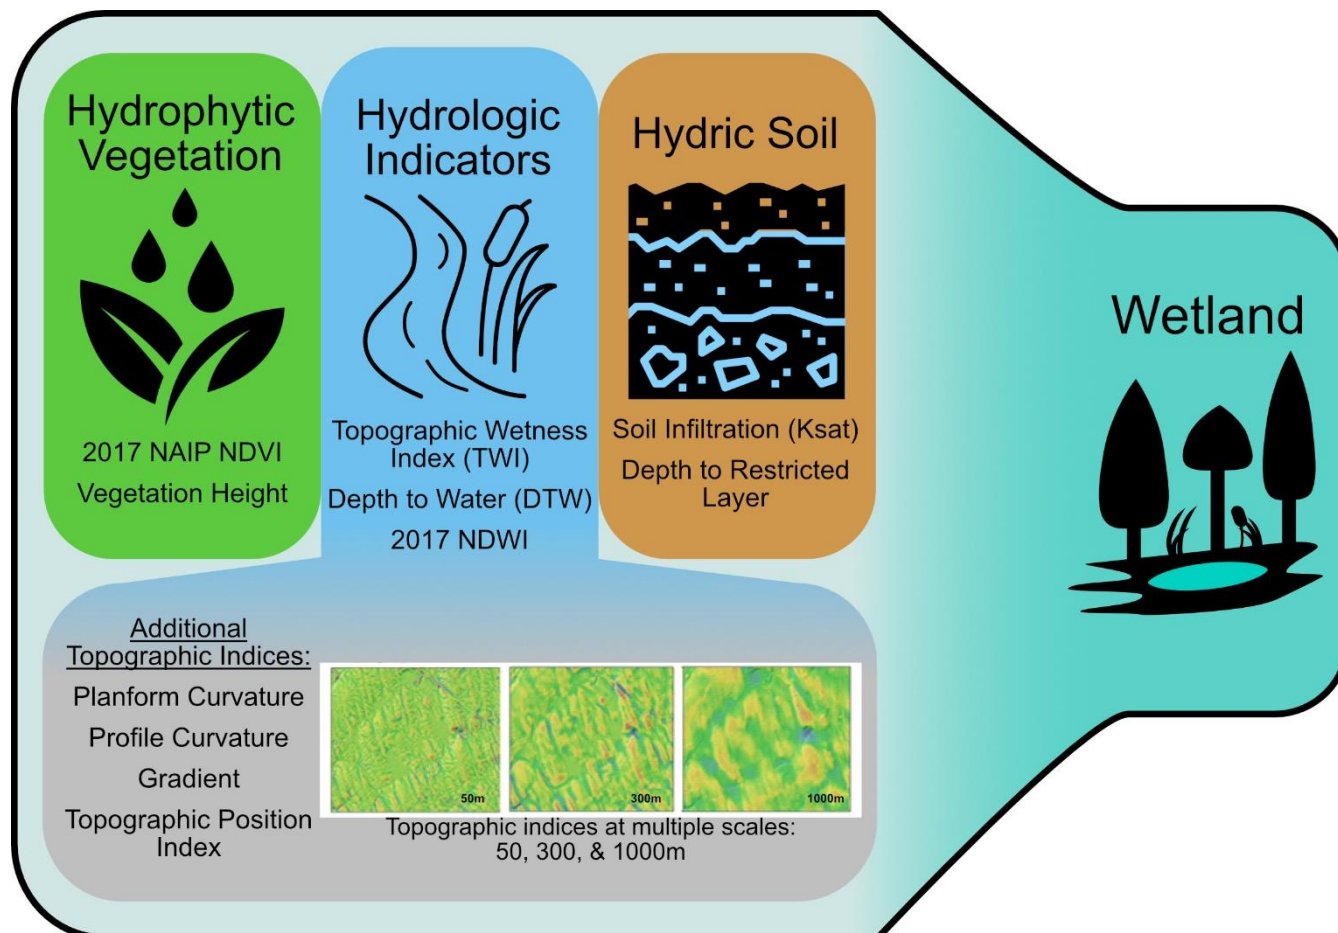 Hydrophytic
Vegetation
2017 NAIP NDVI
Vegetation Height
Hydrologic
Indicators
Topographic Wetness
Index (TWI)
Depth to Water (DTW)
2017 NDWI
Hydric Soil
Soil Infiltration (Ksat)
Depth to Restricted
Layer
Wetland
Additional
Topographic Indices:
Planform Curvature
Profile Curvature
Gradient
Topographic Position
Index
50m
300m
1000m
Topographic indices at multiple scales:
50, 300, & 1000m